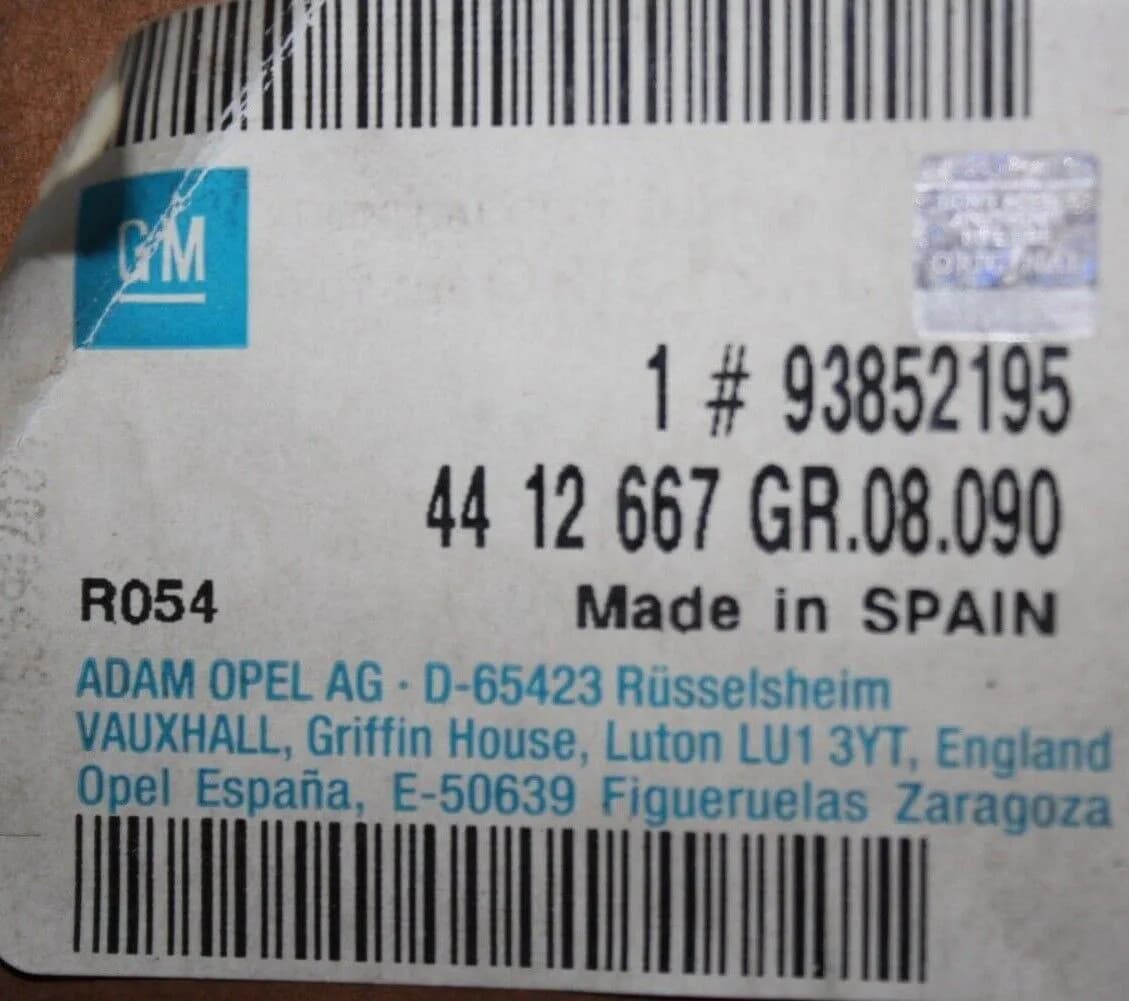 GM
ORIGINAL
1 # 93852195
44 12 667 GR.08.090
R054
Made in SPAIN
ADAM OPEL AG · D-65423 Rüsselsheim
VAUXHALL, Griffin House, Luton LU1 3YT, England
Opel España, E-50639 Figueruelas Zaragoza